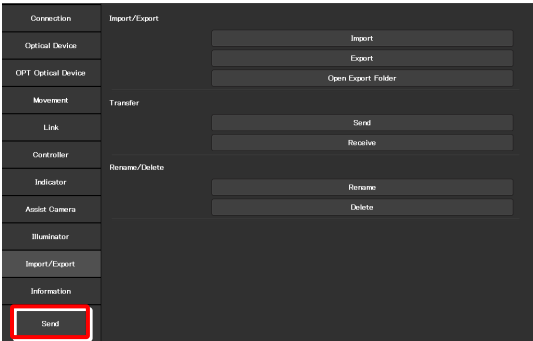 Connection
Optical Device
OPT Optical Device
Movement
Link
Controller
Indicator
Assist Camera
Illuminator
Import/Export
Information
Send
Import/Export
Import
Export
Open Export Folder
Transfer
Send
Receive
Rename/Delete
Rename
Delete